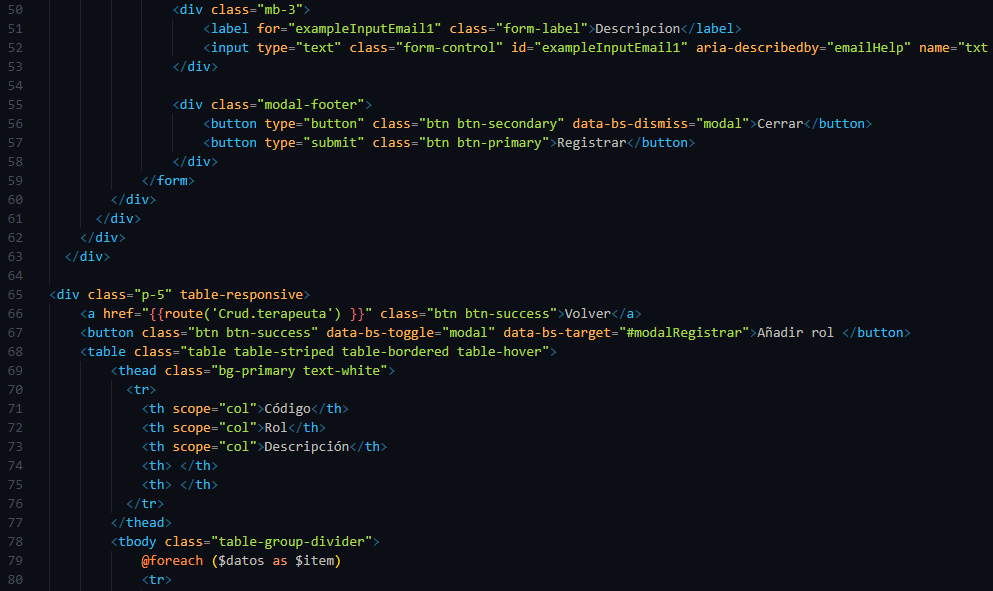 50 <div class="mb-3">
51 <label for="exampleInputEmail1" class="form-label">Descripcion</label>
52 <input type="text" class="form-control" id="exampleInputEmail1" aria-describedby="emailHelp" name="txt
53 </div>
54
55 <div class="modal-footer">
56 <button type="button" class="btn btn-secondary" data-bs-dismiss="modal">Cerrar</button>
57 <button type="submit" class="btn btn-primary">Registrar</button>
58 </div>
59 </form>
60 </div>
61 </div>
62 </div>
63 </div>
64
65 <div class="p-5" table-responsive>
66 <a href="{{route('Crud.terapeuta') }}" class="btn btn-success">Volver</a>
67 <button class="btn btn-success" data-bs-toggle="modal" data-bs-target="#modalRegistrar">Añadir rol </button>
68 <table class="table table-striped table-bordered table-hover">
69 <thead class="bg-primary text-white">
70 <tr>
71 <th scope="col">Código</th>
72 <th scope="col">Rol</th>
73 <th scope="col">Descripción</th>
74 <th> </th>
75 <th> </th>
76 </tr>
77 </thead>
78 <tbody class="table-group-divider">
79 @foreach ($datos as $item)
80 <tr>